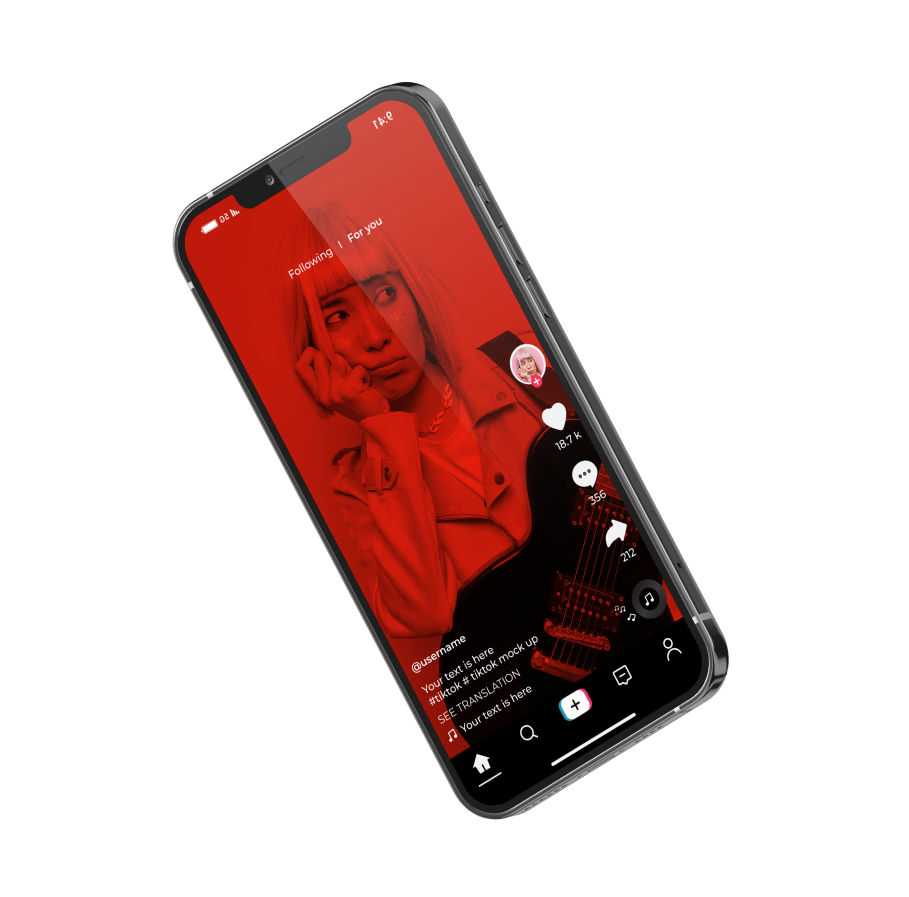 9:41
5G
Following | For you
18.7 k
356
212
@username
Your text is here
#tiktok # tiktok mock up
SEE TRANSLATION
Your text is here